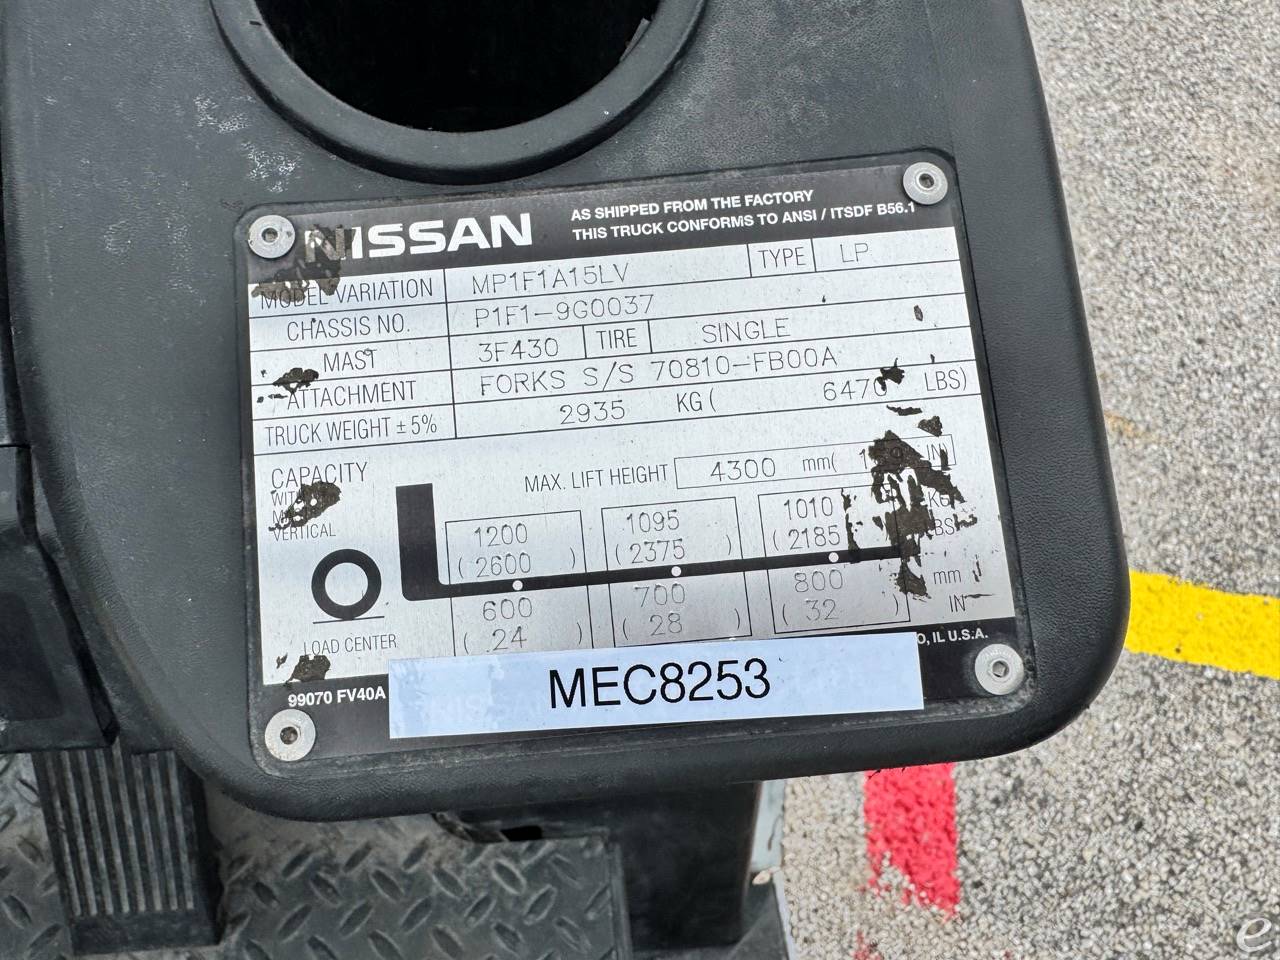 NISSAN
AS SHIPPED FROM THE FACTORY
THIS TRUCK CONFORMS TO ANSI / ITSDF B56.1
MODEL VARIATION MP1F1A15LV TYPE LP
CHASSIS NO. P1F1-9G0037
MAST 3F430 TIRE SINGLE
ATTACHMENT FORKS S/S 70810-FB00A
TRUCK WEIGHT ± 5% 2935 KG ( 6470 LBS)
CAPACITY
VERTICAL
MAX. LIFT HEIGHT 4300 mm( IN)
1200 1095 1010 KG
( 2600 ) ( 2375 ) ( 2185 LBS
600 700 800 mm
( 24 ) ( 28 ) ( 32 ) IN
LOAD CENTER
99070 FV40A
IL U.S.A.
MEC8253
e